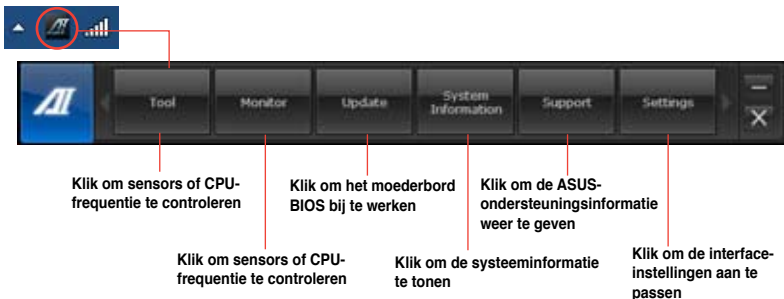 Tool
Monitor
Update
System
Information
Support
Settings
Klik om sensors of CPU-
frequentie te controleren
Klik om het moederbord
BIOS bij te werken
Klik om de ASUS-
ondersteuningsinformatie
weer te geven
Klik om sensors of CPU-
frequentie te controleren
Klik om de systeeminformatie
te tonen
Klik om de interface-
instellingen aan te
passen